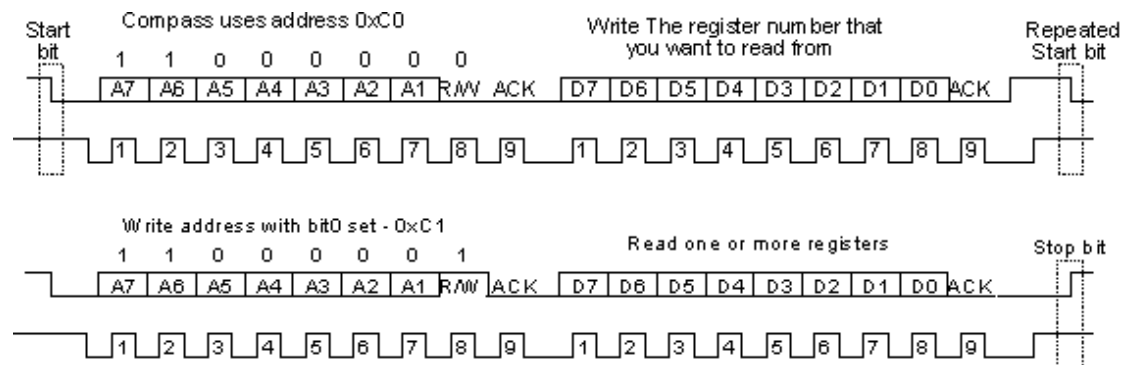 Start bit
Compass uses address 0xC0
Write The register number that
you want to read from
Repeated Start bit
1 1 0 0 0 0 0 0
A7 A6 A5 A4 A3 A2 A1 R/W ACK D7 D6 D5 D4 D3 D2 D1 D0 ACK
1 2 3 4 5 6 7 8 9 1 2 3 4 5 6 7 8 9
Write address with bit0 set - 0xC1
Read one or more registers
Stop bit
1 1 0 0 0 0 0 1
A7 A6 A5 A4 A3 A2 A1 R/W ACK D7 D6 D5 D4 D3 D2 D1 D0 ACK
1 2 3 4 5 6 7 8 9 1 2 3 4 5 6 7 8 9